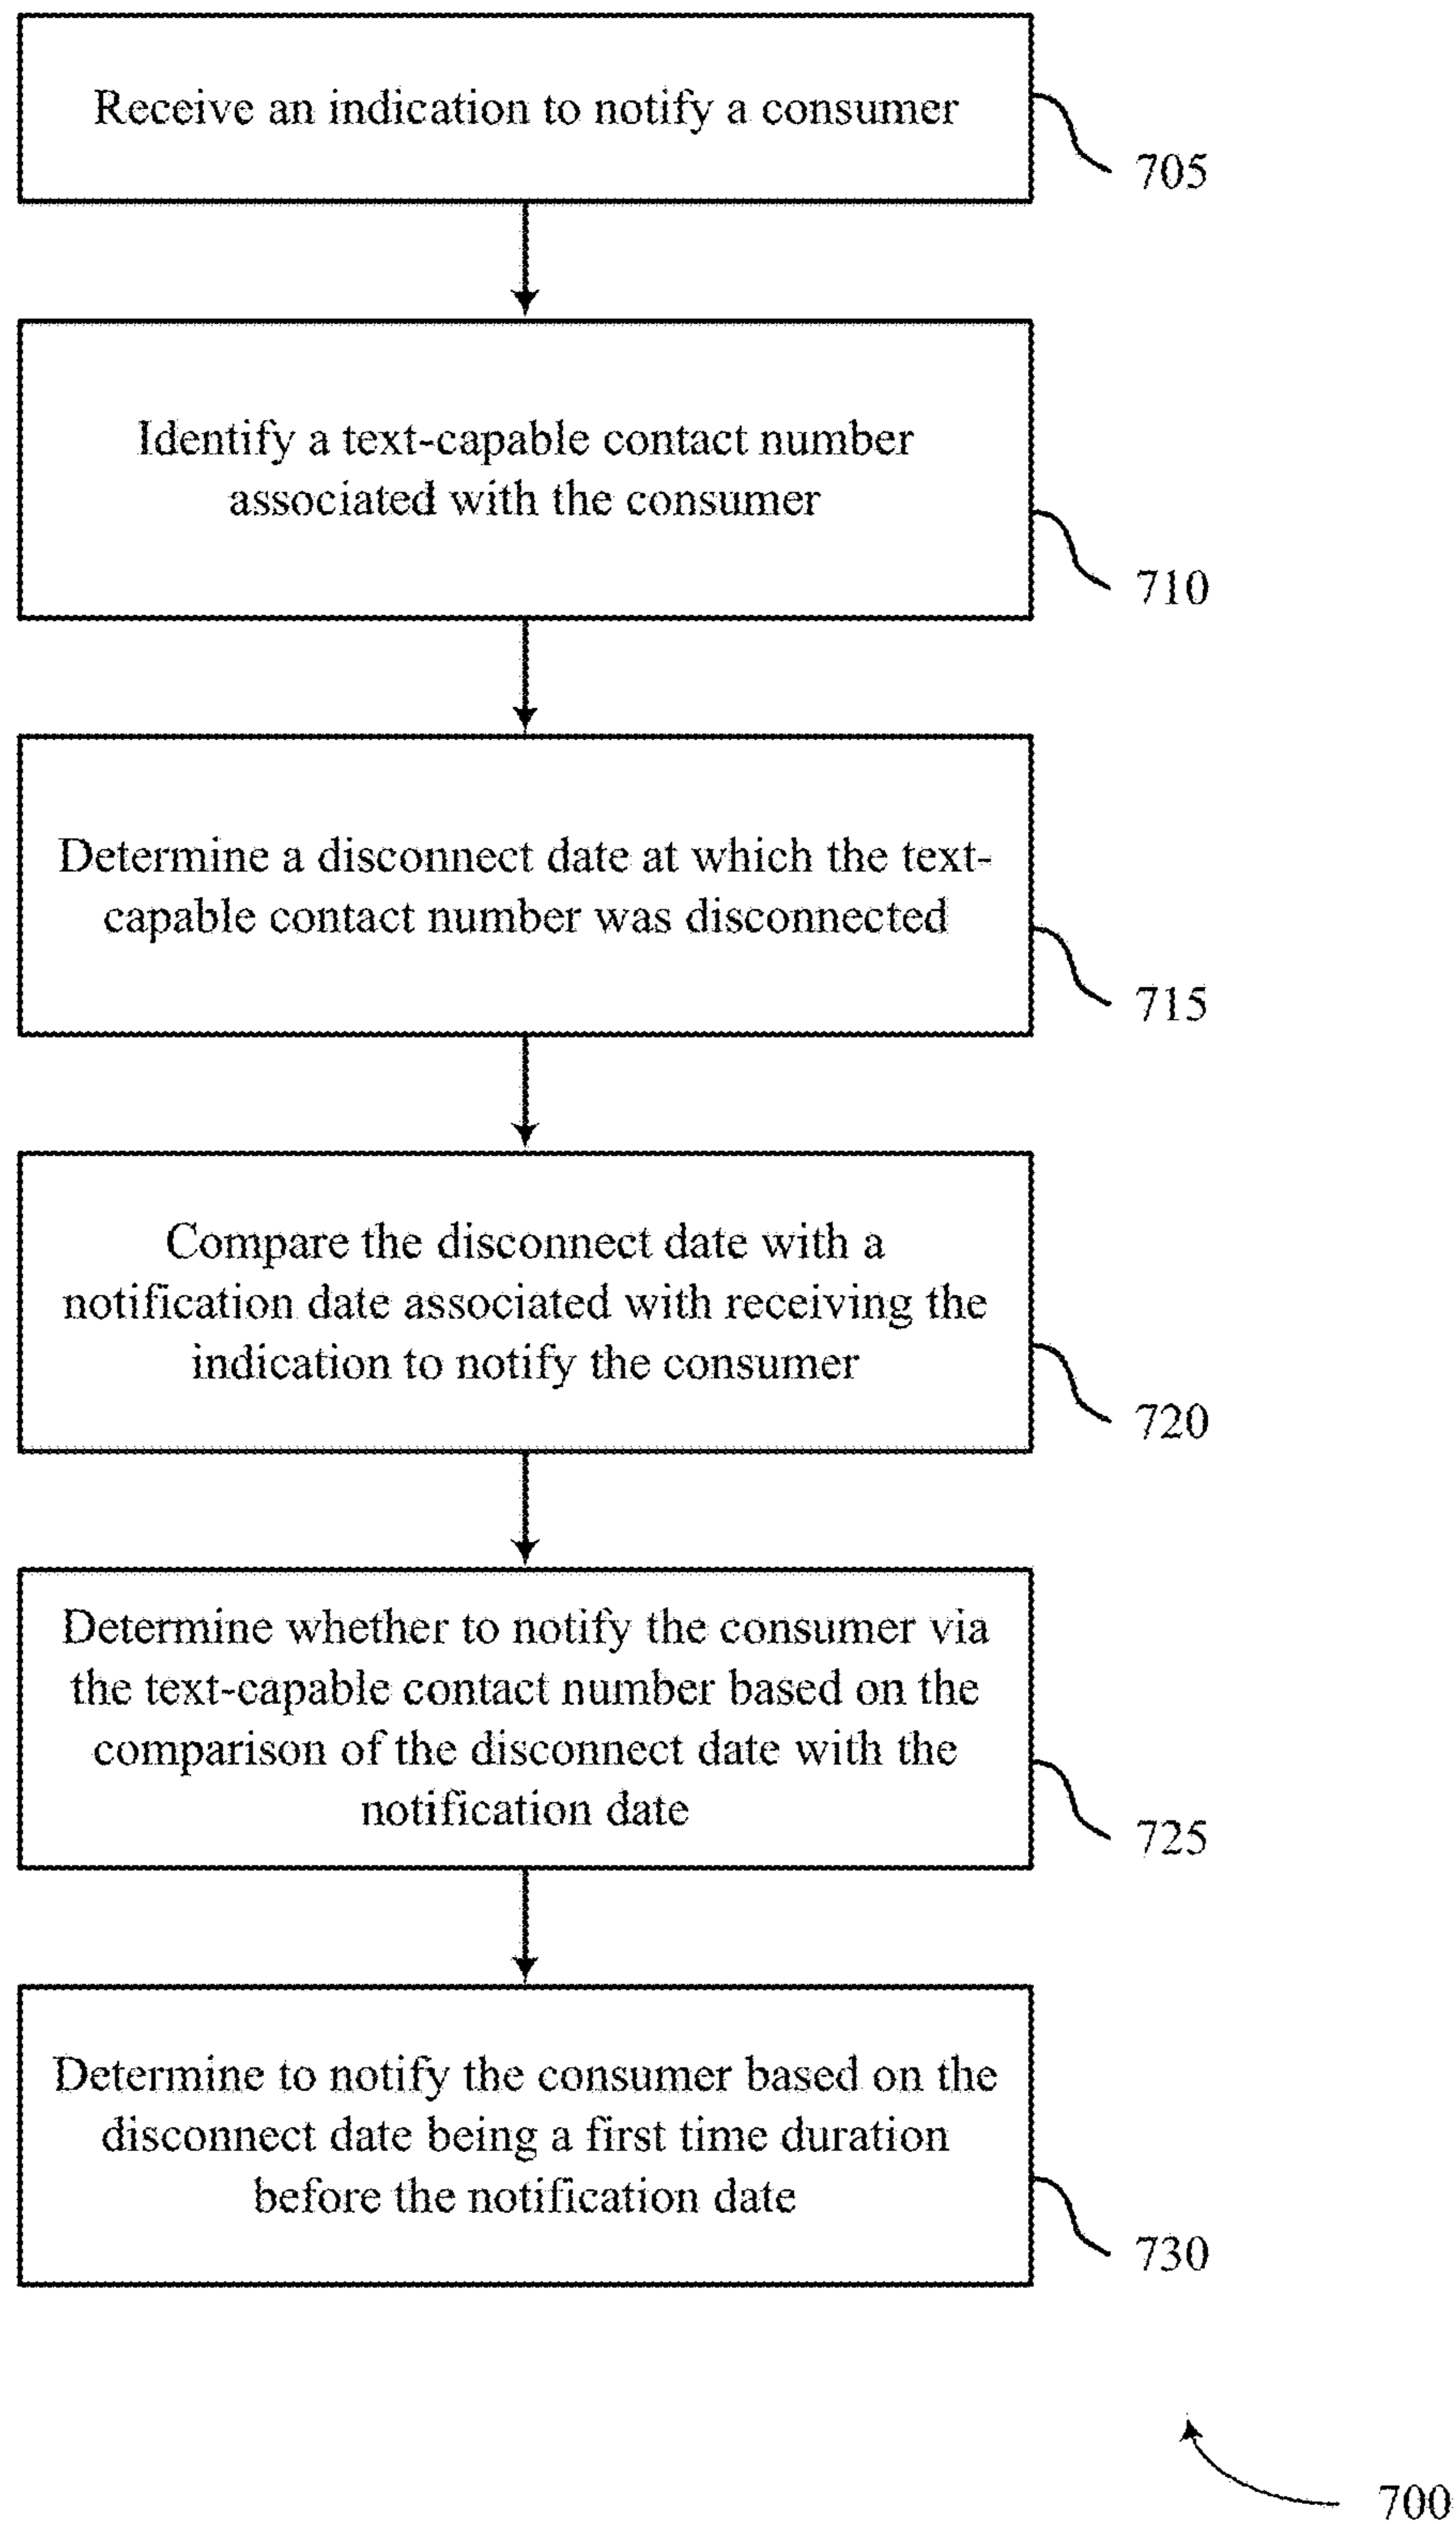 Receive an indication to notify a consumer
705
Identify a text-capable contact number
associated with the consumer
710
Determine a disconnect date at which the text-
capable contact number was disconnected
715
Compare the disconnect date with a
notification date associated with receiving the
indication to notify the consumer
720
Determine whether to notify the consumer via
the text-capable contact number based on the
comparison of the disconnect date with the
notification date
725
Determine to notify the consumer based on the
disconnect date being a first time duration
before the notification date
730
700